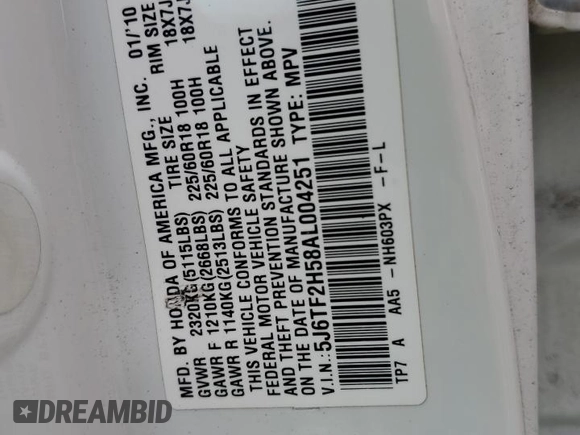 MFD. BY HONDA OF AMERICA MFG., INC. 01/10
TIRE SIZE RIM SIZE
GVWR 2320KG(5115LBS)
GAWR F 1210KG(2668LBS) 225/60R18 100H 18X7J
GAWR R 1140KG(2513LBS) 225/60R18 100H 18X7J
THIS VEHICLE CONFORMS TO ALL APPLICABLE
FEDERAL MOTOR VEHICLE SAFETY
AND THEFT PREVENTION STANDARDS IN EFFECT
ON THE DATE OF MANUFACTURE SHOWN ABOVE.
V.I.N.: 5J6TF2H58AL004251 TYPE: MPV
TP7 A AA5 - NH603PX - F-L
DREAMBID